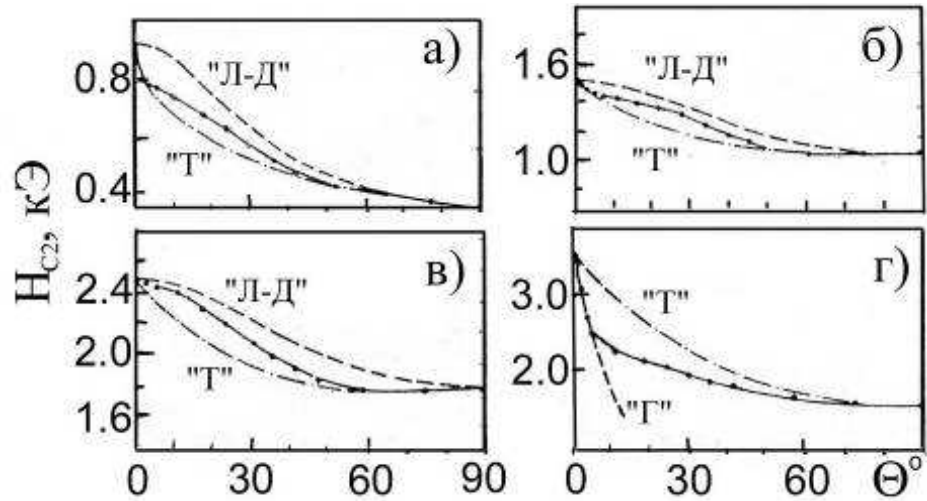 а)
"Л-Д"
"Т"
0.8
0.4
б)
"Л-Д"
"Т"
1.6
1.0
H_C2, кЭ
в)
"Л-Д"
"Т"
2.4
2.0
1.6
0 30 60 90
г)
"Т"
"Г"
3.0
2.0
0 30 60 Θ°